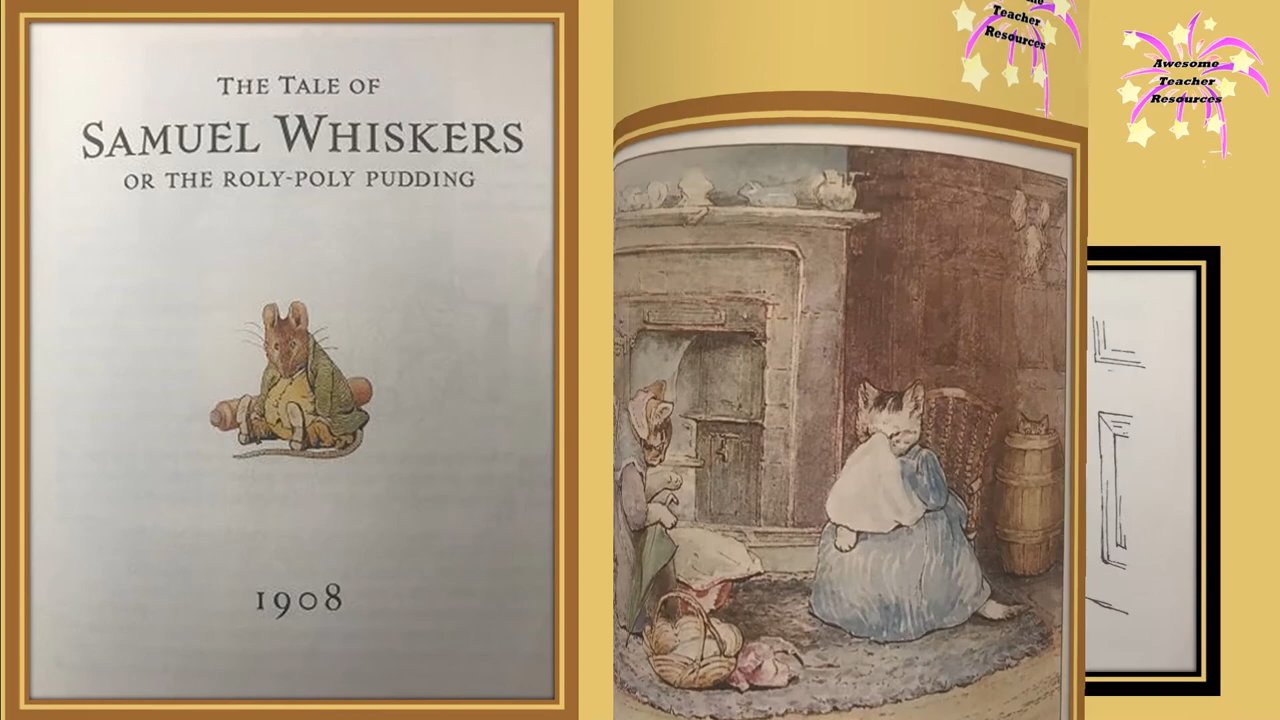 THE TALE OF
SAMUEL WHISKERS
OR THE ROLY-POLY PUDDING
1908
Teacher
Resources
Awesome
Teacher
Resources